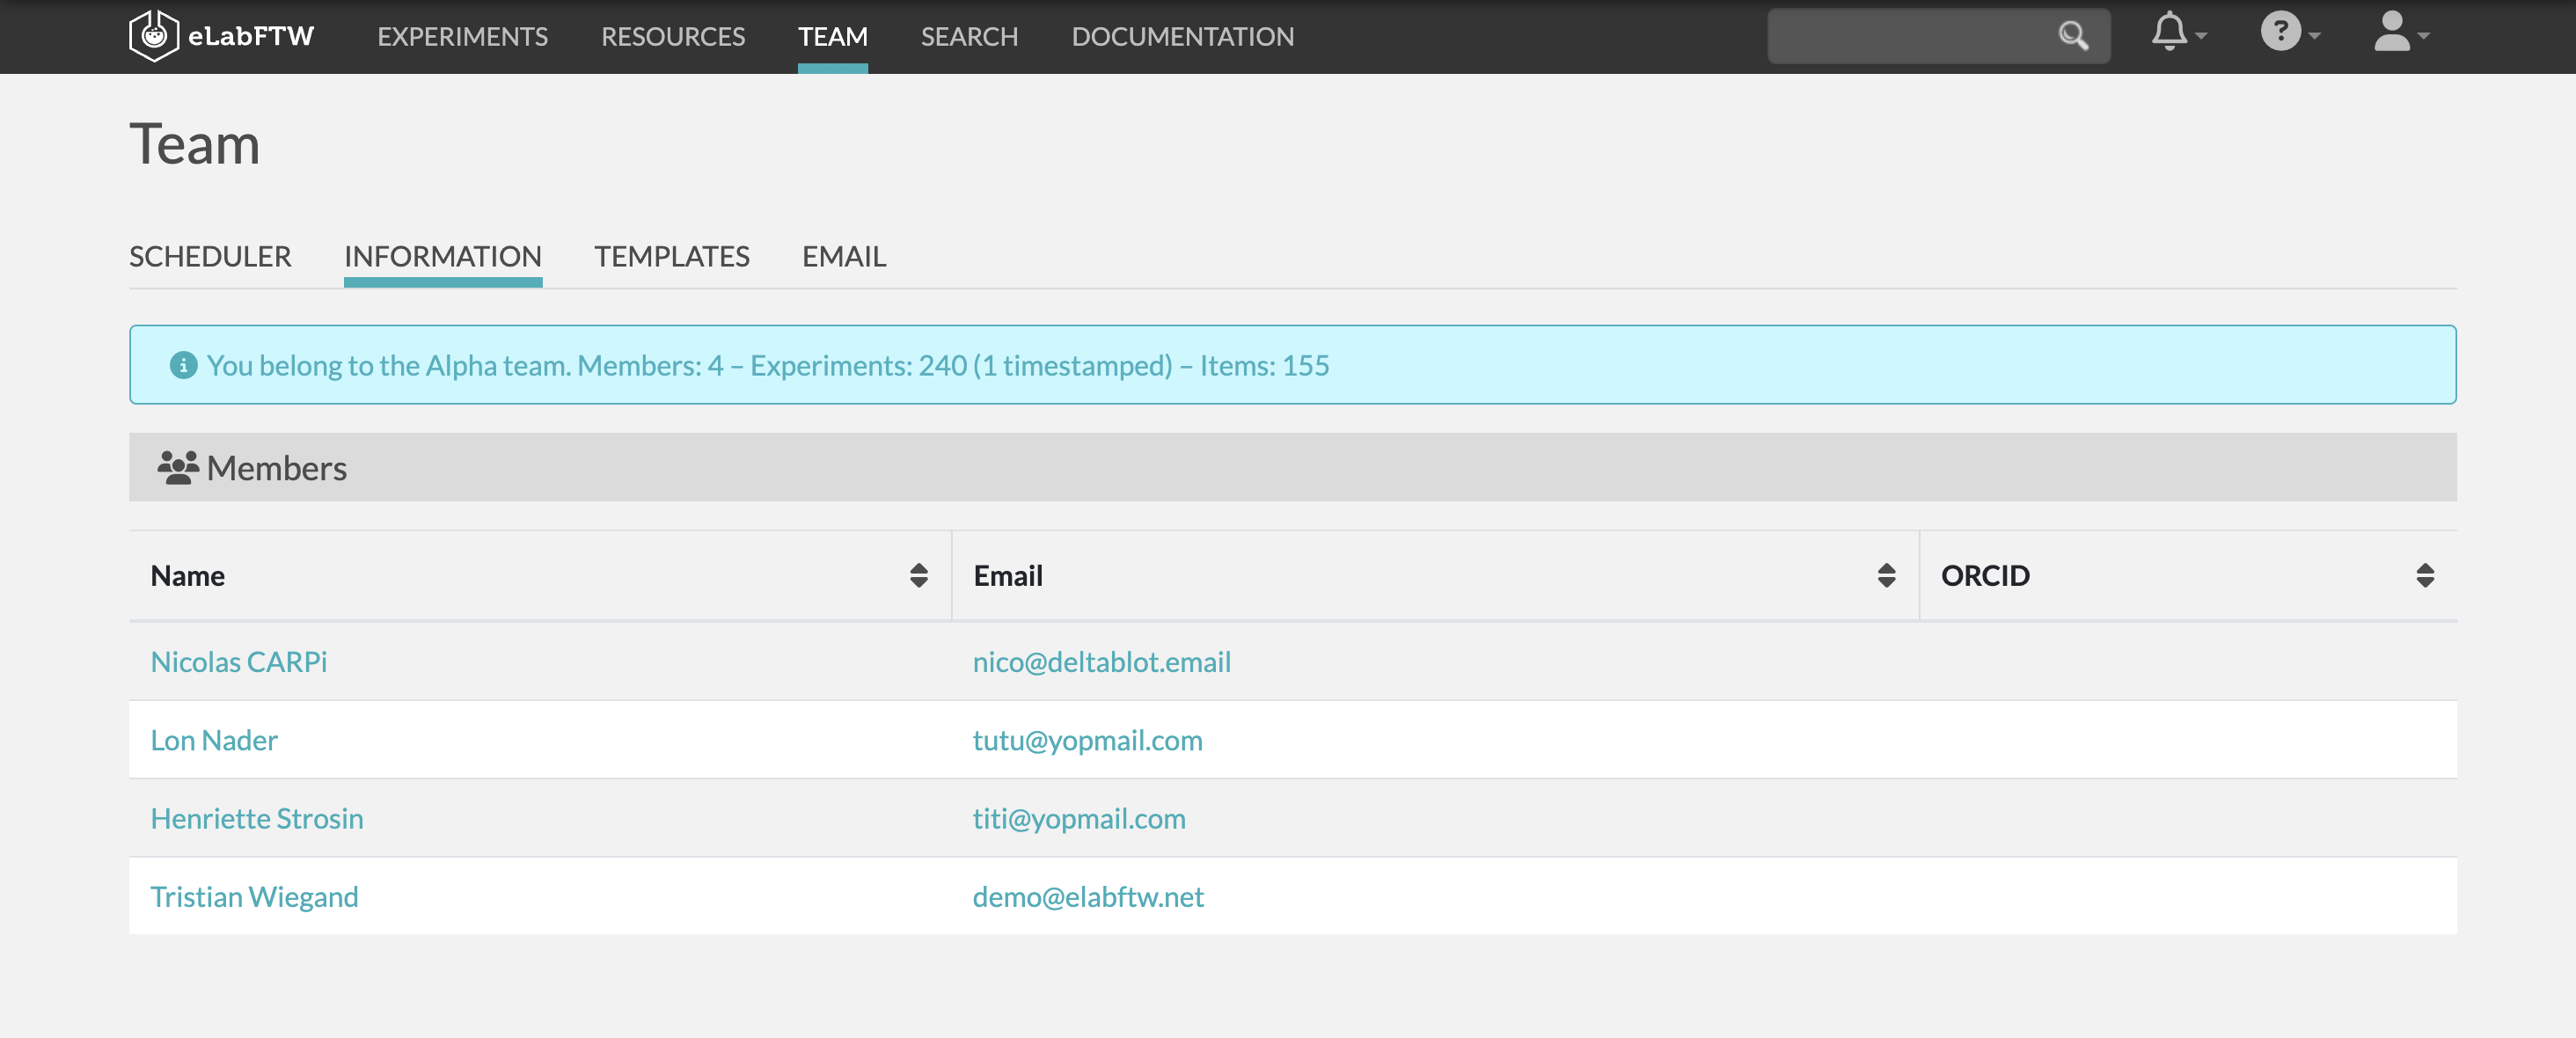 eLabFTW EXPERIMENTS RESOURCES TEAM SEARCH DOCUMENTATION ?
Team
SCHEDULER INFORMATION TEMPLATES EMAIL
You belong to the Alpha team. Members: 4 – Experiments: 240 (1 timestamped) – Items: 155
Members
Name Email ORCID
Nicolas CARPi nico@deltablot.email
Lon Nader tutu@yopmail.com
Henriette Strosin titi@yopmail.com
Tristian Wiegand demo@elabftw.net